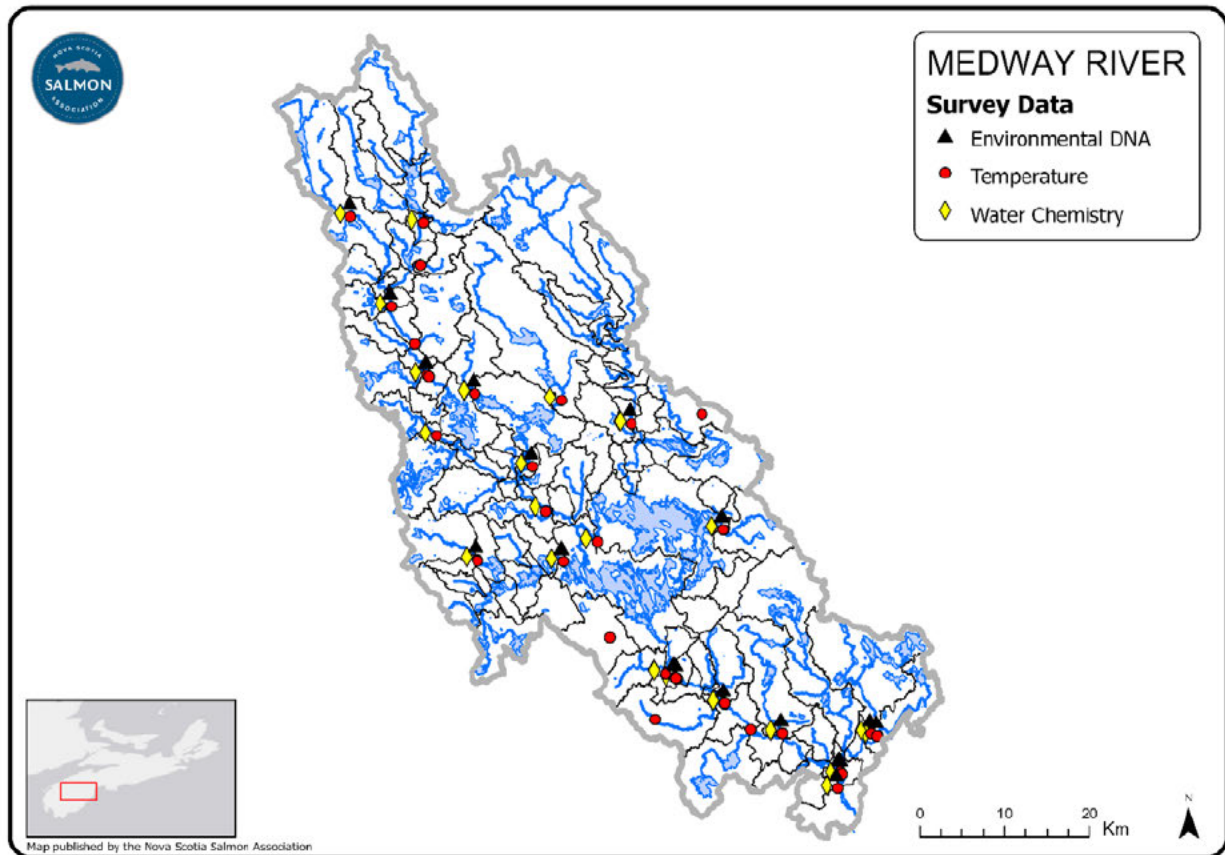 NOVA SCOTIA
SALMON
ASSOCIATION
MEDWAY RIVER
Survey Data
Environmental DNA
Temperature
Water Chemistry
N
0 10 20
Km
Map published by the Nova Scotia Salmon Association